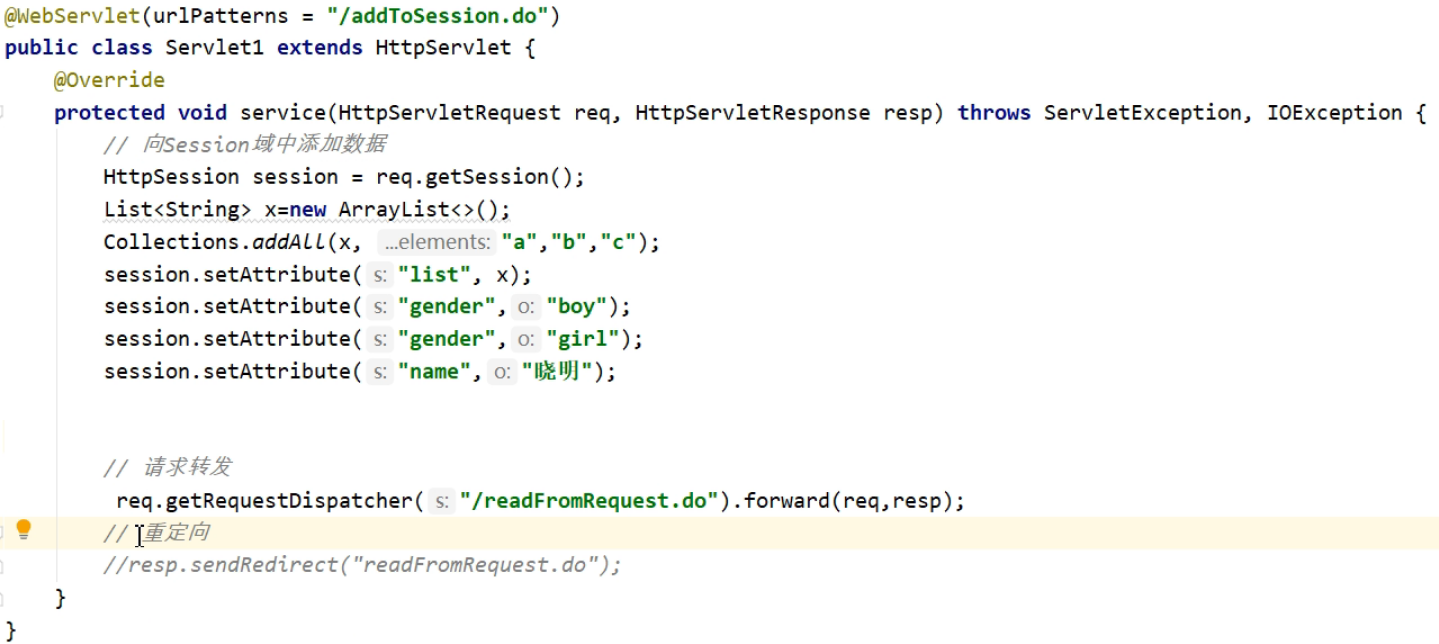 @WebServlet(urlPatterns = "/addToSession.do")
public class Servlet1 extends HttpServlet {
@Override
protected void service(HttpServletRequest req, HttpServletResponse resp) throws ServletException, IOException {
// 向Session域中添加数据
HttpSession session = req.getSession();
List<String> x=new ArrayList<>();
Collections.addAll(x, ...elements: "a","b","c");
session.setAttribute( s: "list", x);
session.setAttribute( s: "gender", o: "boy");
session.setAttribute( s: "gender", o: "girl");
session.setAttribute( s: "name", o: "晓明");
// 请求转发
req.getRequestDispatcher( s: "/readFromRequest.do").forward(req,resp);
// 重定向
//resp.sendRedirect("readFromRequest.do");
}
}